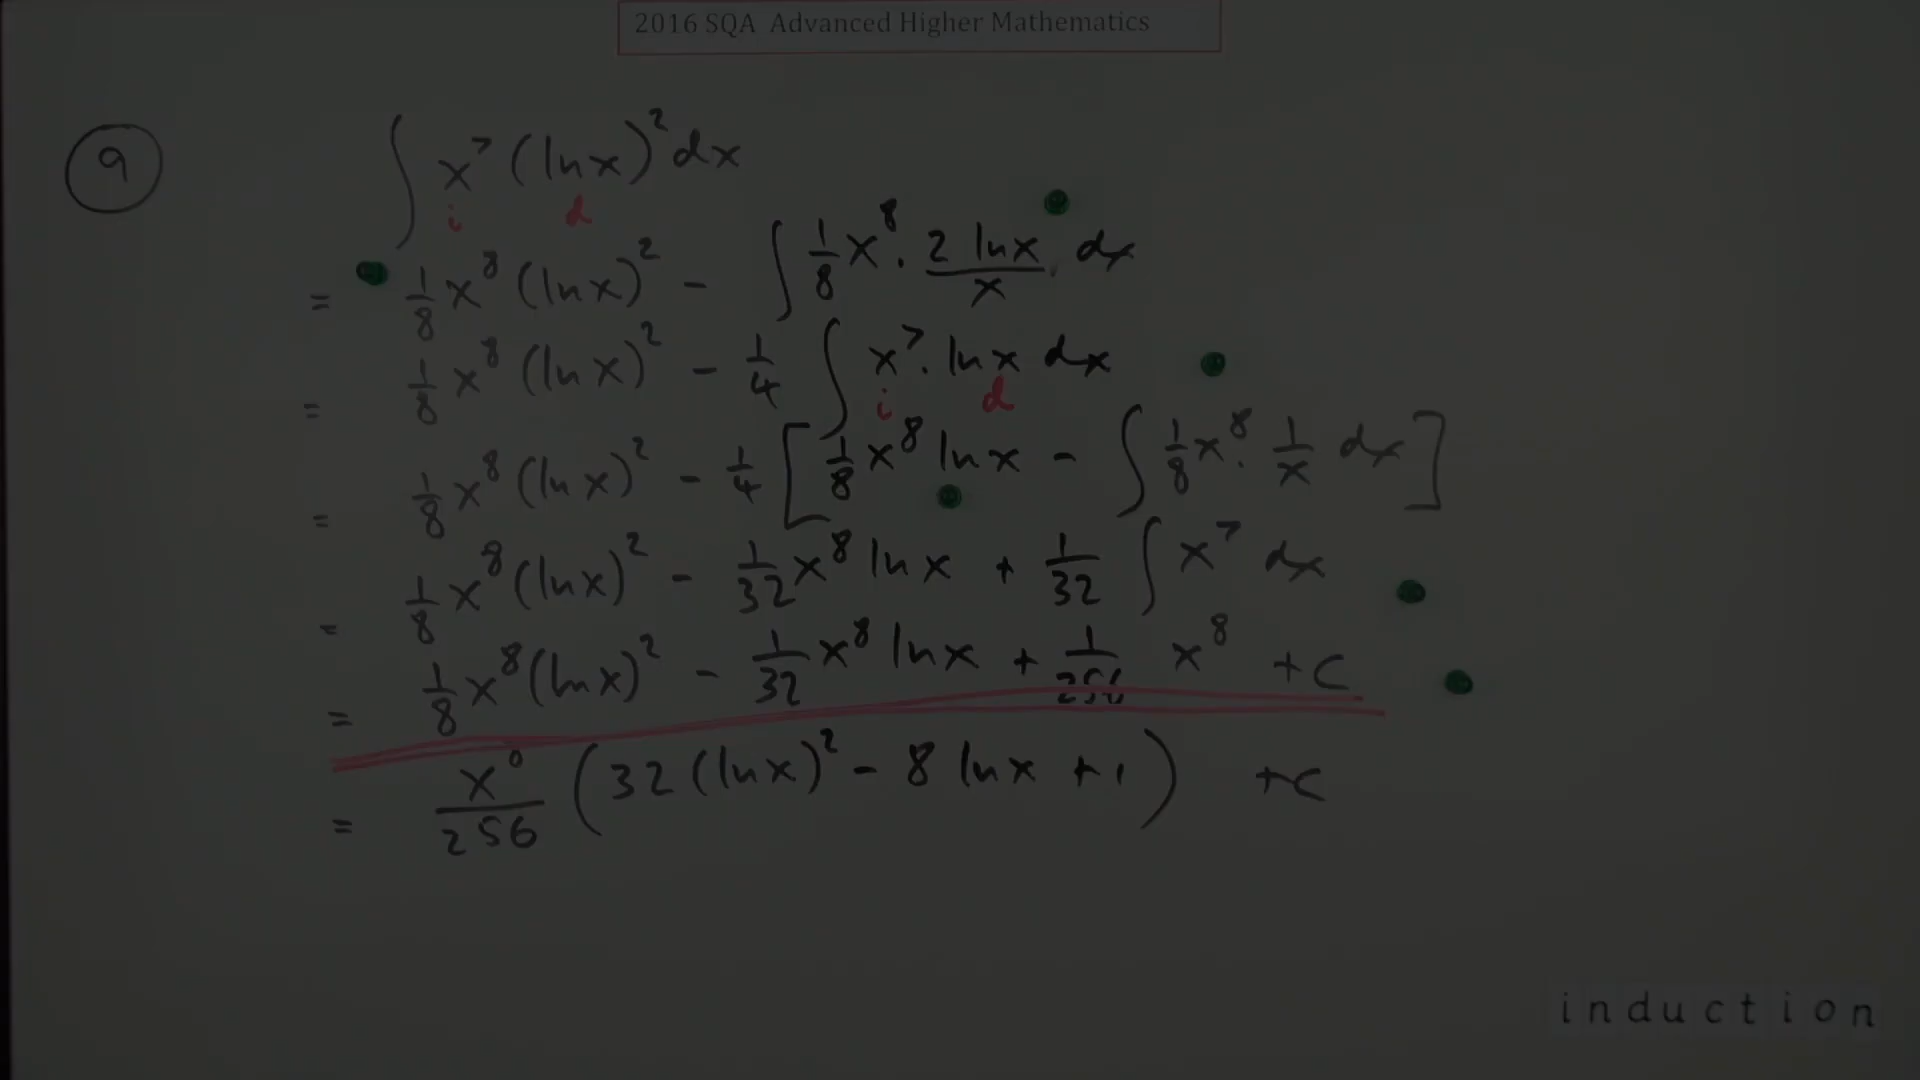 2016 SQA Advanced Higher Mathematics
9
∫ x⁷ (ln x)² dx
i d
= 1/8 x⁸ (ln x)² - ∫ 1/8 x⁸ . 2 ln x / x . dx
= 1/8 x⁸ (ln x)² - 1/4 ∫ x⁷ . ln x dx
i d
= 1/8 x⁸ (ln x)² - 1/4 [ 1/8 x⁸ ln x - ∫ 1/8 x⁸ . 1/x dx ]
= 1/8 x⁸ (ln x)² - 1/32 x⁸ ln x + 1/32 ∫ x⁷ dx
= 1/8 x⁸ (ln x)² - 1/32 x⁸ ln x + 1/256 x⁸ + C
= x⁸/256 ( 32 (ln x)² - 8 ln x + 1 ) + C
induction